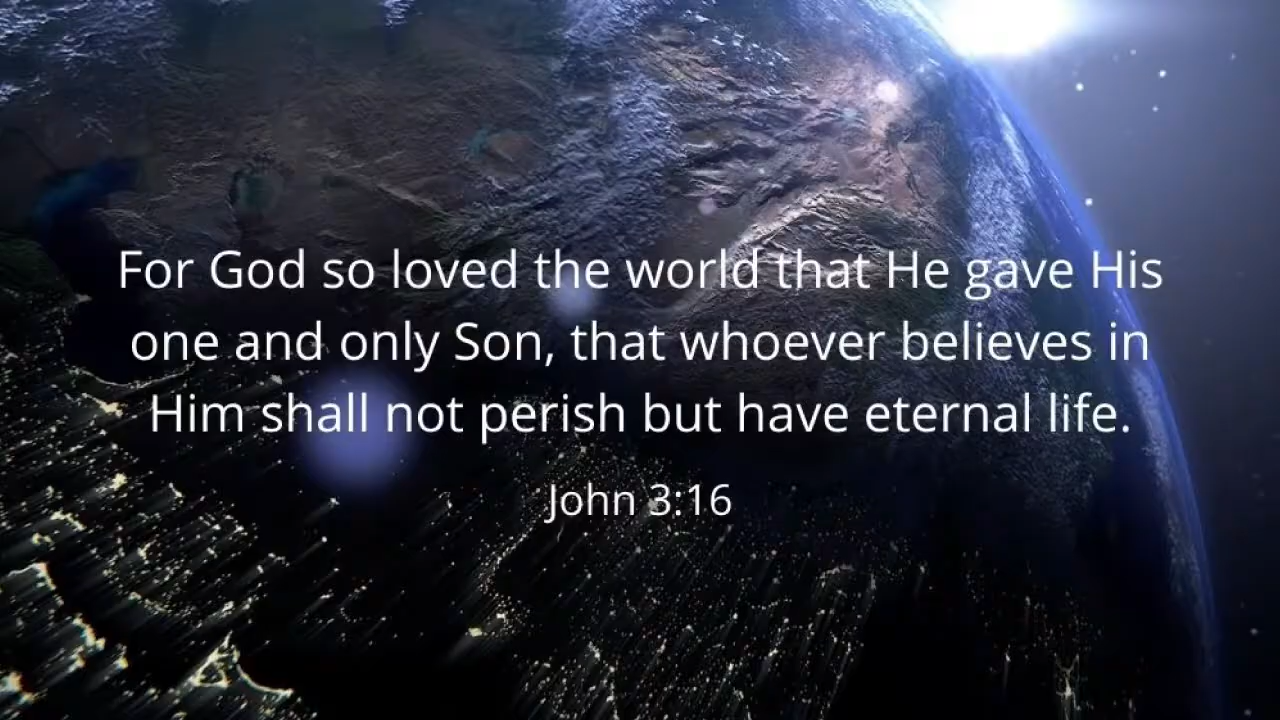 For God so loved the world that He gave His
one and only Son, that whoever believes in
Him shall not perish but have eternal life.
John 3:16